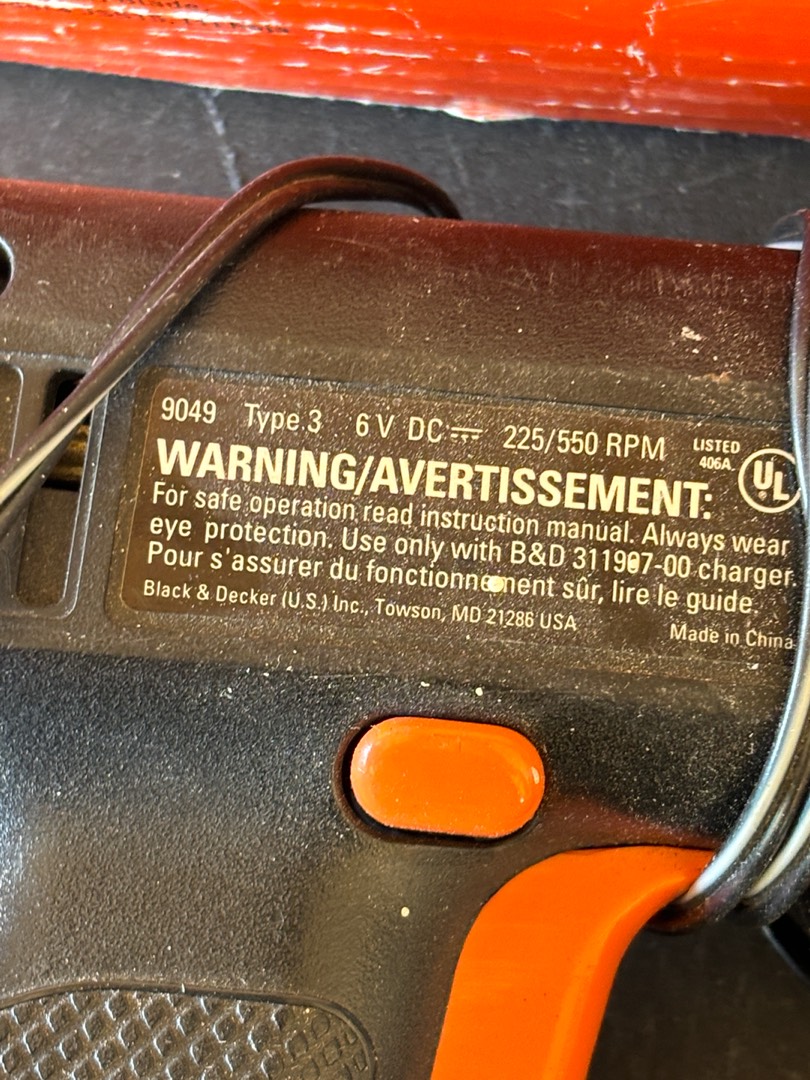 9049 Type.3 6V DC 225/550 RPM
LISTED
406A
UL
WARNING/AVERTISSEMENT:
For safe operation read instruction manual. Always wear
eye protection. Use only with B&D 311907-00 charger.
Pour s'assurer du fonctionnement sûr, lire le guide.
Black & Decker (U.S.) Inc., Towson, MD 21286 USA
Made in China